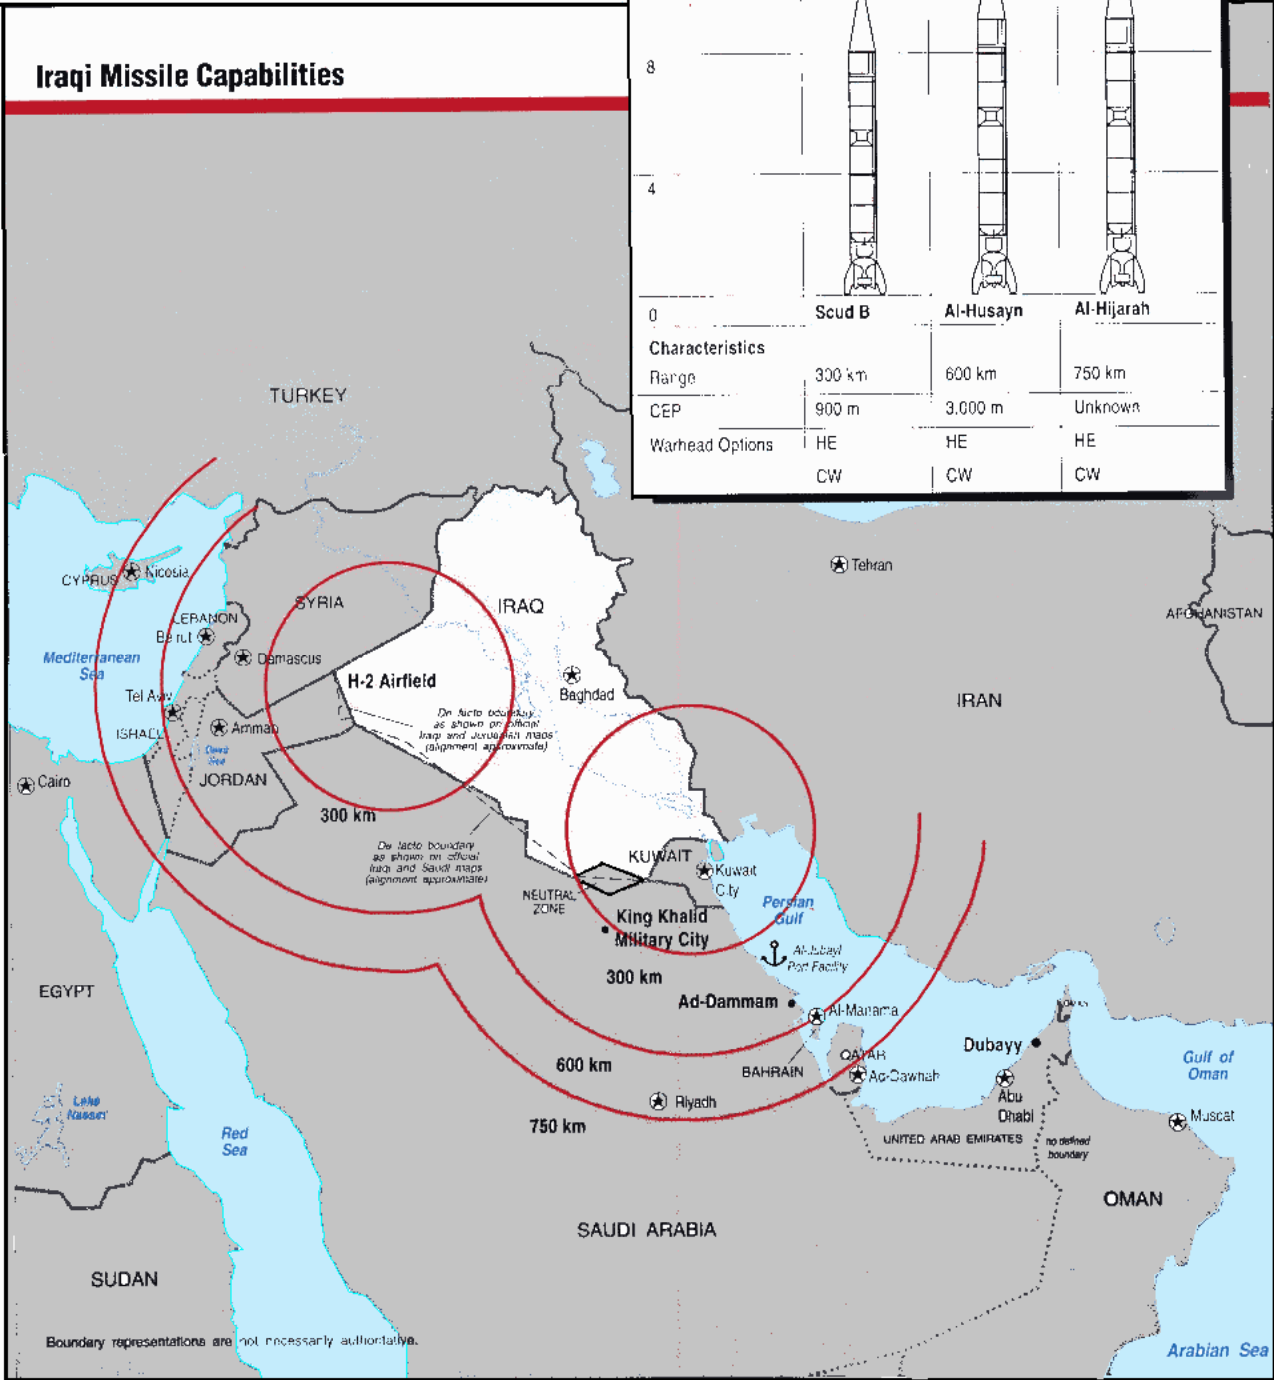 Iraqi Missile Capabilities
8
4
0
Scud B
Al-Husayn
Al-Hijarah
Characteristics
Range 300 km 600 km 750 km
CEP 900 m 3,000 m Unknown
Warhead Options HE HE HE
CW CW CW
TURKEY
CYPRUS
Nicosia
SYRIA
IRAQ
Tehran
AFGHANISTAN
LEBANON
Beirut
Mediterranean
Sea
Damascus
H-2 Airfield
Baghdad
IRAN
Tel Aviv
ISRAEL
Amman
Dead
Sea
JORDAN
De facto boundary
as shown on official
Iraqi and Jordanian maps
(alignment approximate)
Cairo
300 km
De facto boundary
as shown on official
Iraqi and Saudi maps
(alignment approximate)
KUWAIT
Kuwait
City
NEUTRAL
ZONE
Persian
Gulf
King Khalid
Military City
Al-Jubayl
Port Facility
300 km
EGYPT
Ad-Dammam
Al-Manama
Dubayy
QATAR
BAHRAIN
Ad-Dawhah
600 km
Gulf of
Oman
Abu
Dhabi
Riyadh
Muscat
Lake
Nasser
750 km
Red
Sea
UNITED ARAB EMIRATES
no defined
boundary
OMAN
SAUDI ARABIA
SUDAN
Boundary representations are not necessarily authoritative.
Arabian Sea